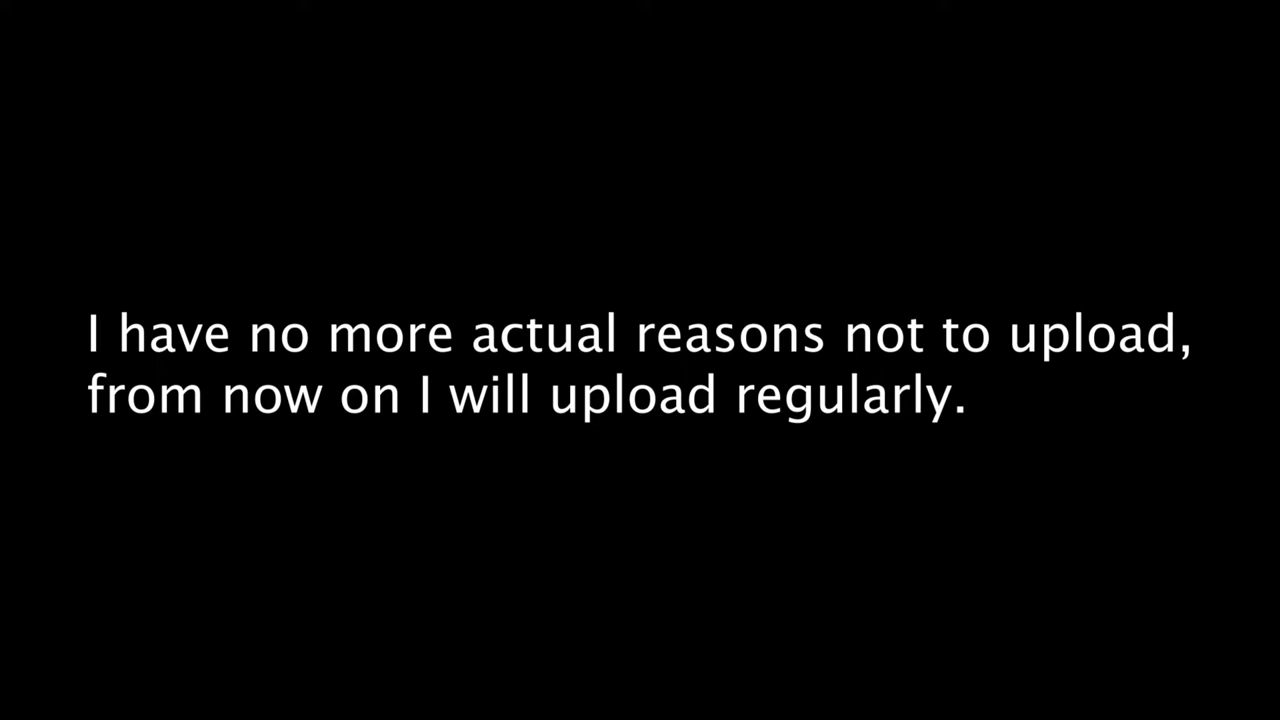 I have no more actual reasons not to upload,
from now on I will upload regularly.